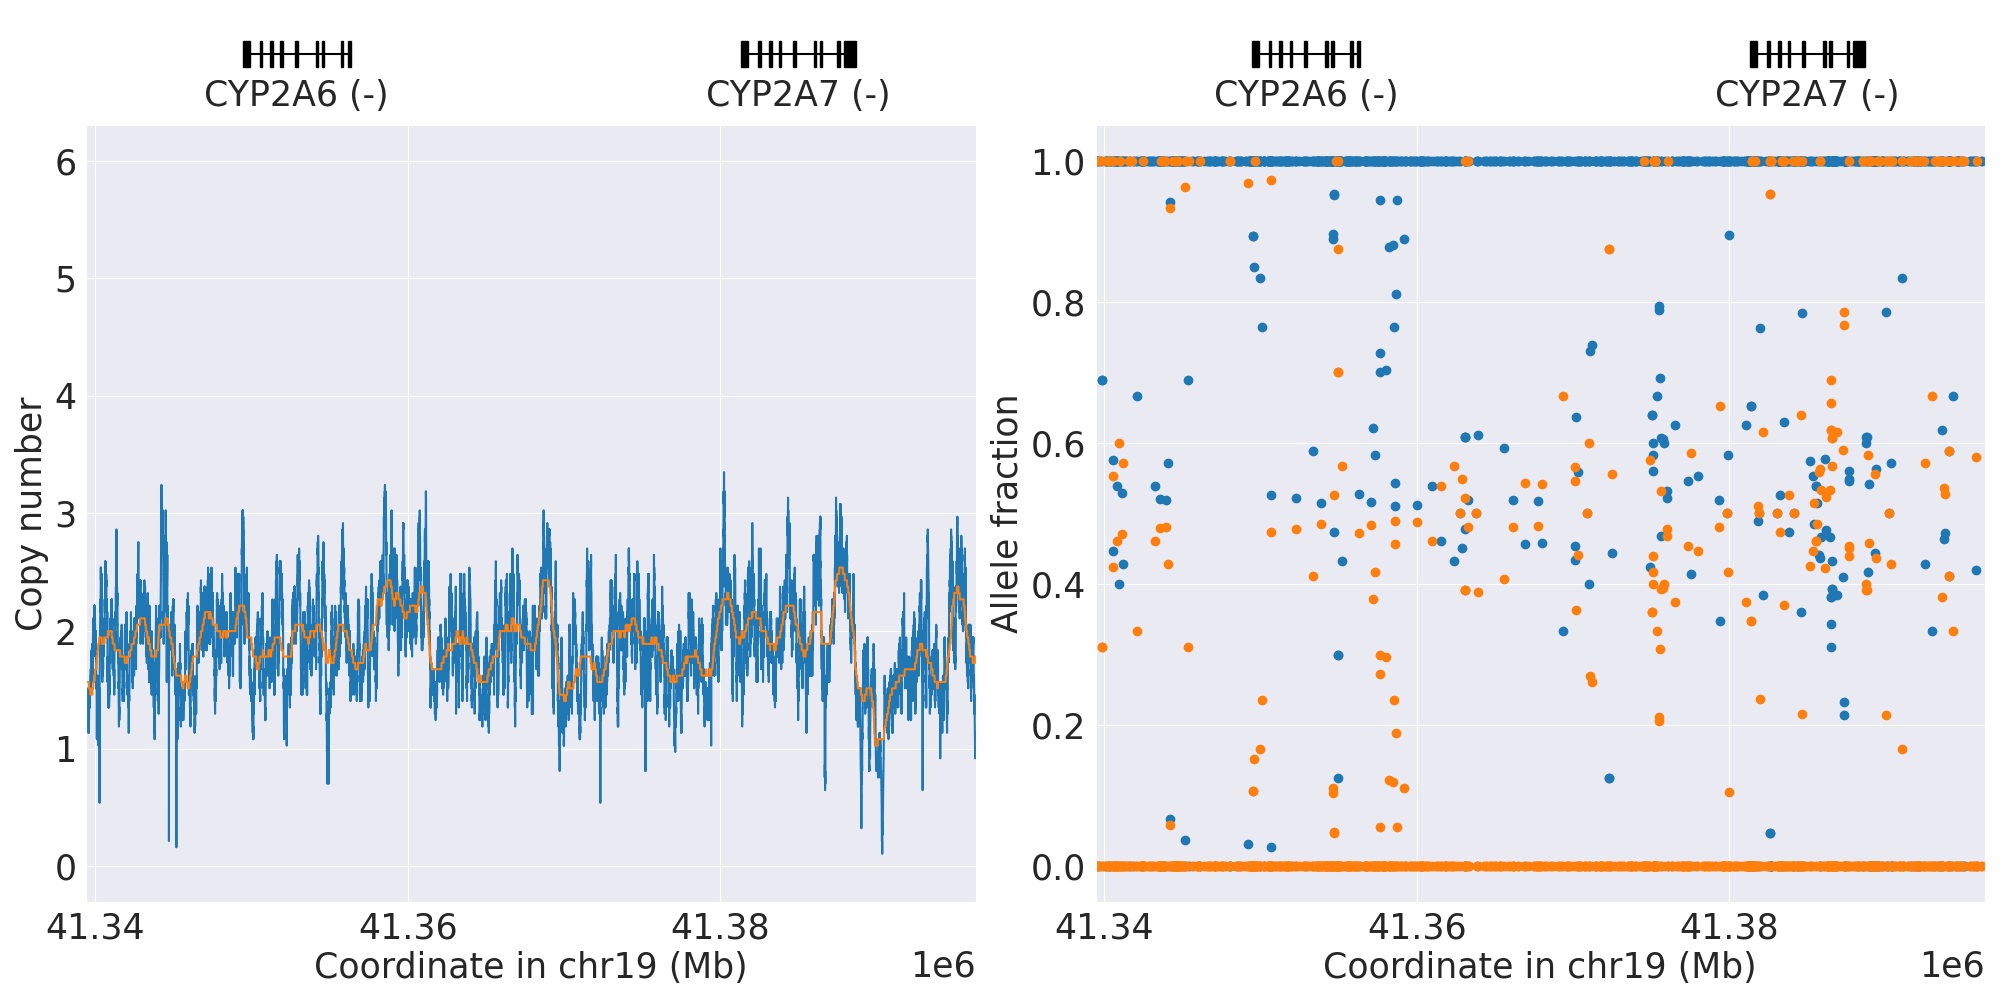 CYP2A6 (-)
CYP2A7 (-)
CYP2A6 (-)
CYP2A7 (-)
Copy number
6
5
4
3
2
1
0
41.34
41.36
41.38
Coordinate in chr19 (Mb)
1e6
Allele fraction
1.0
0.8
0.6
0.4
0.2
0.0
41.34
41.36
41.38
Coordinate in chr19 (Mb)
1e6